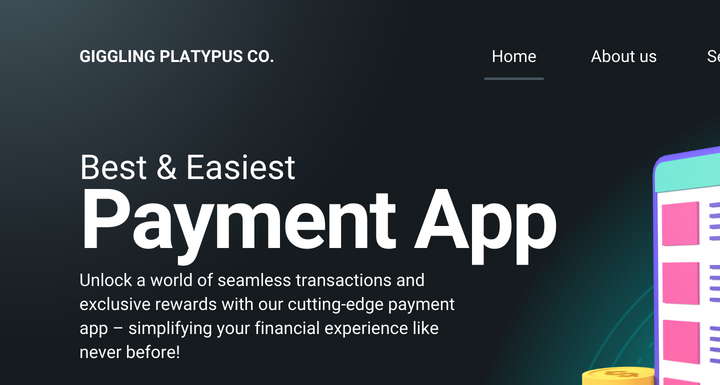 GIGGLING PLATYPUS CO.
Home
About us
Best & Easiest
Payment App
Unlock a world of seamless transactions and
exclusive rewards with our cutting-edge payment
app – simplifying your financial experience like
never before!